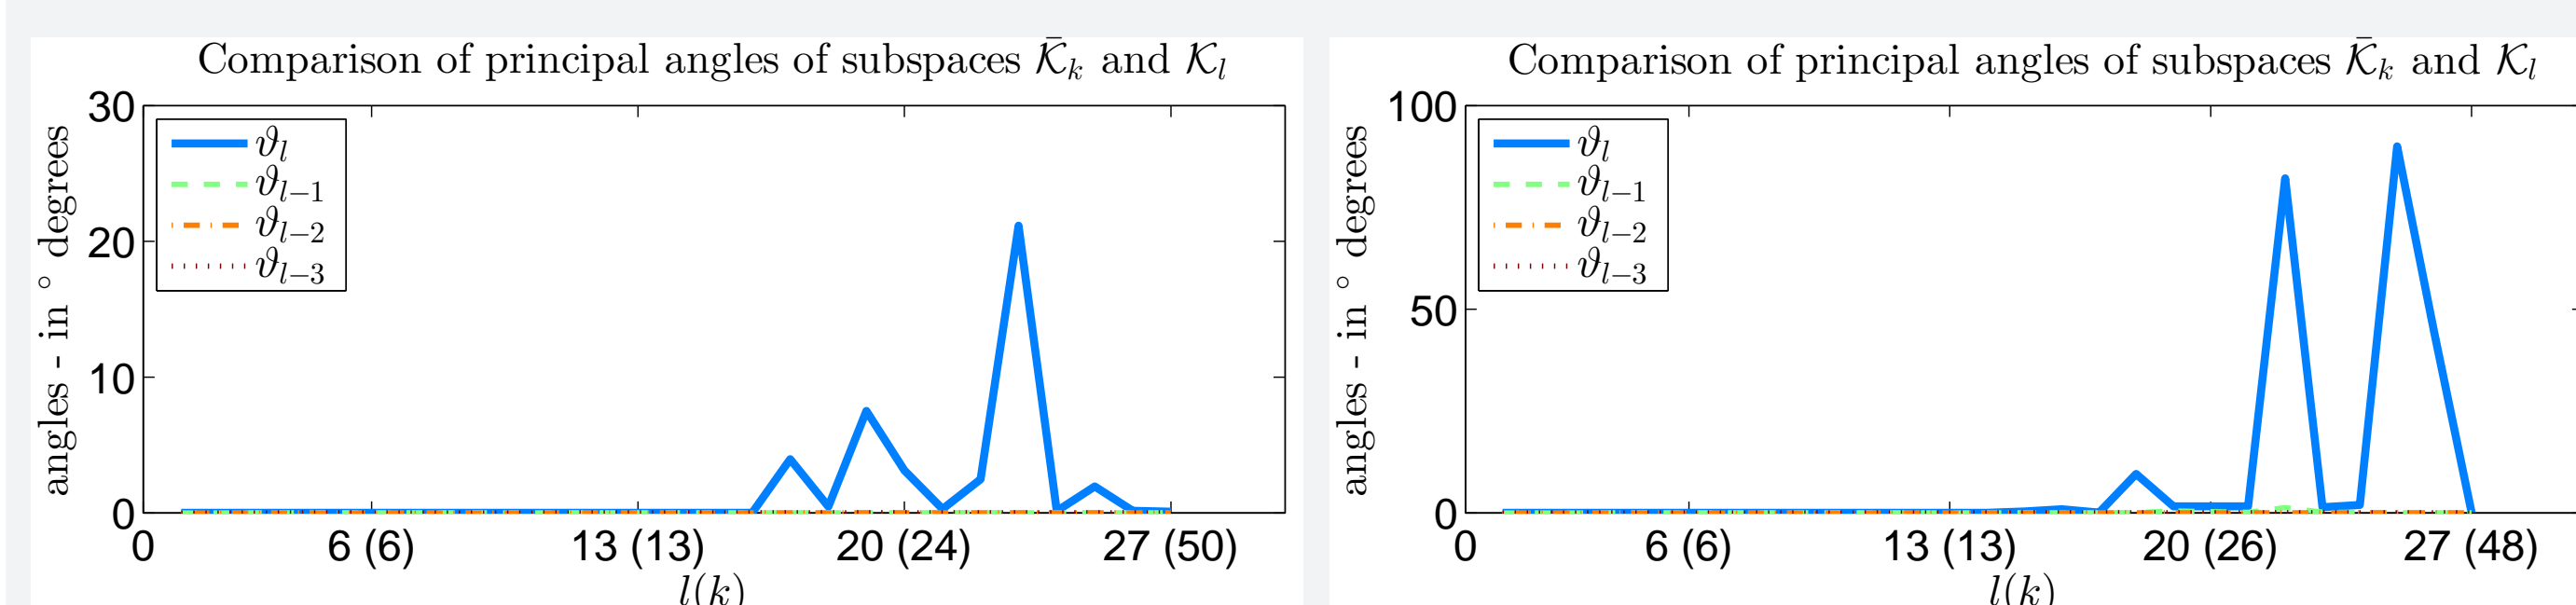 Comparison of principal angles of subspaces 𝒦̄ₖ and 𝒦ₗ
30
20
10
0
angles - in ° degrees
ϑₗ
ϑₗ₋₁
ϑₗ₋₂
ϑₗ₋₃
0 6 (6) 13 (13) 20 (24) 27 (50)
l(k)
Comparison of principal angles of subspaces 𝒦̄ₖ and 𝒦ₗ
100
50
0
angles - in ° degrees
ϑₗ
ϑₗ₋₁
ϑₗ₋₂
ϑₗ₋₃
0 6 (6) 13 (13) 20 (26) 27 (48)
l(k)